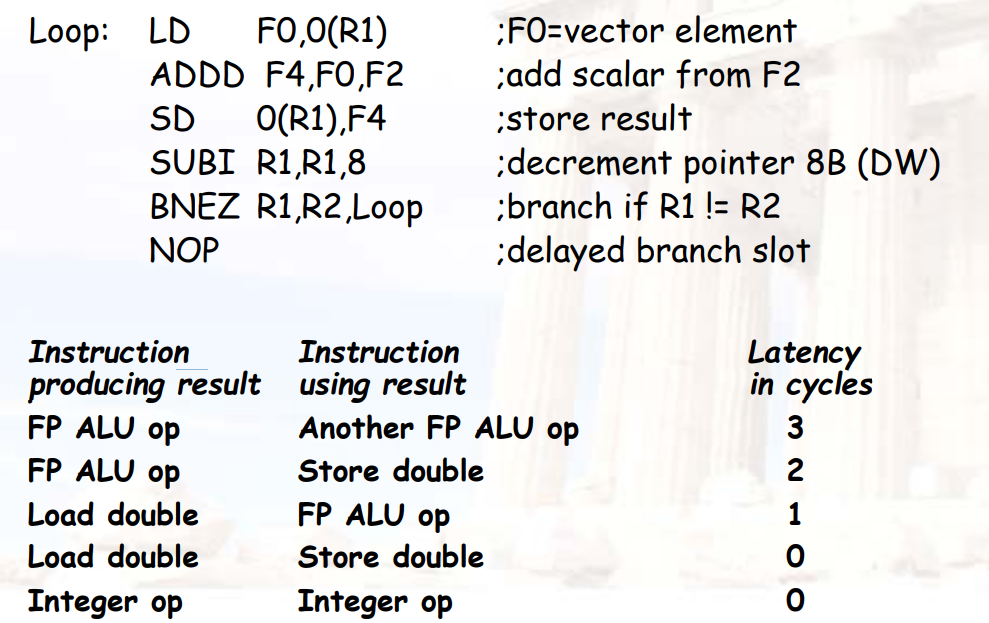 Loop: LD F0,0(R1) ;F0=vector element
ADDD F4,F0,F2 ;add scalar from F2
SD 0(R1),F4 ;store result
SUBI R1,R1,8 ;decrement pointer 8B (DW)
BNEZ R1,R2,Loop ;branch if R1 != R2
NOP ;delayed branch slot
Instruction Instruction Latency
producing result using result in cycles
FP ALU op Another FP ALU op 3
FP ALU op Store double 2
Load double FP ALU op 1
Load double Store double 0
Integer op Integer op 0